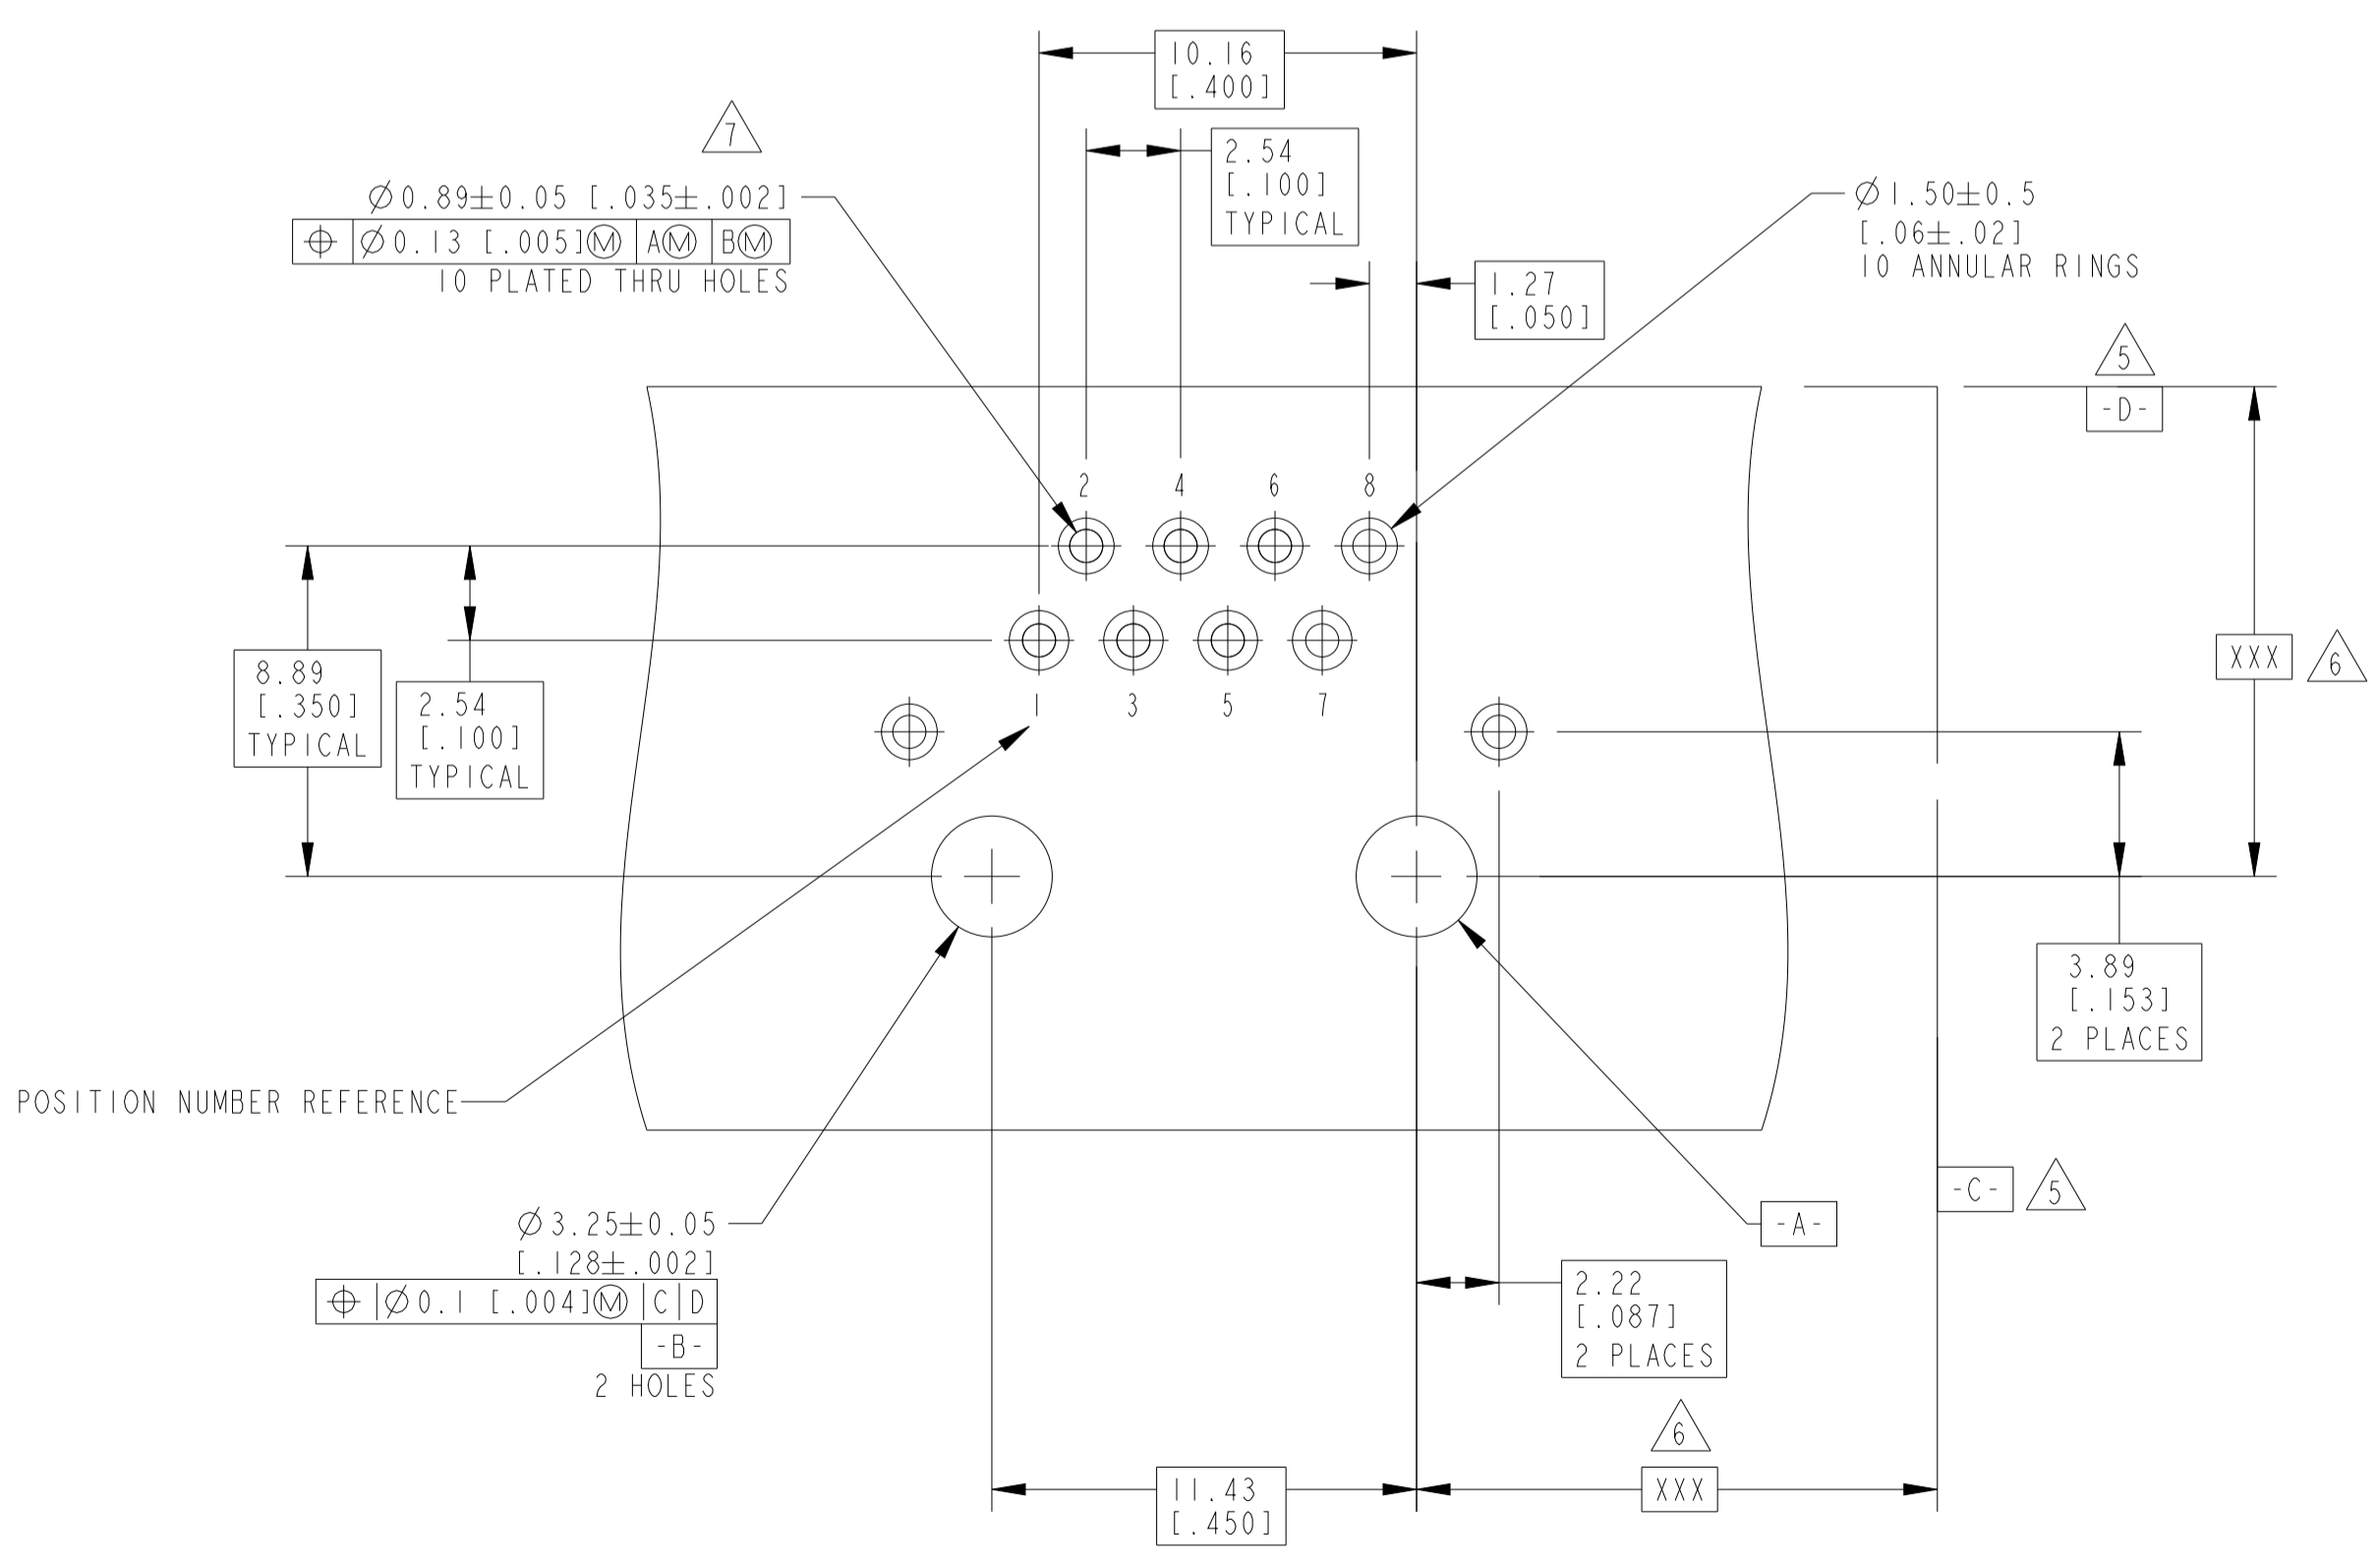 10.16
[.400]
7
2.54
[.100]
TYPICAL
Ø0.89±0.05 [.035±.002]
⌖ Ø0.13 [.005]Ⓜ AⓂ BⓂ
10 PLATED THRU HOLES
Ø1.50±0.5
[.06±.02]
10 ANNULAR RINGS
1.27
[.050]
5
-D-
2 4 6 8
8.89
[.350]
TYPICAL
2.54
[.100]
TYPICAL
XXX
6
1 3 5 7
3.89
[.153]
2 PLACES
POSITION NUMBER REFERENCE
-C-
5
-A-
Ø3.25±0.05
[.128±.002]
⌖ Ø0.1 [.004]Ⓜ C D
-B-
2 HOLES
2.22
[.087]
2 PLACES
6
11.43
[.450]
XXX